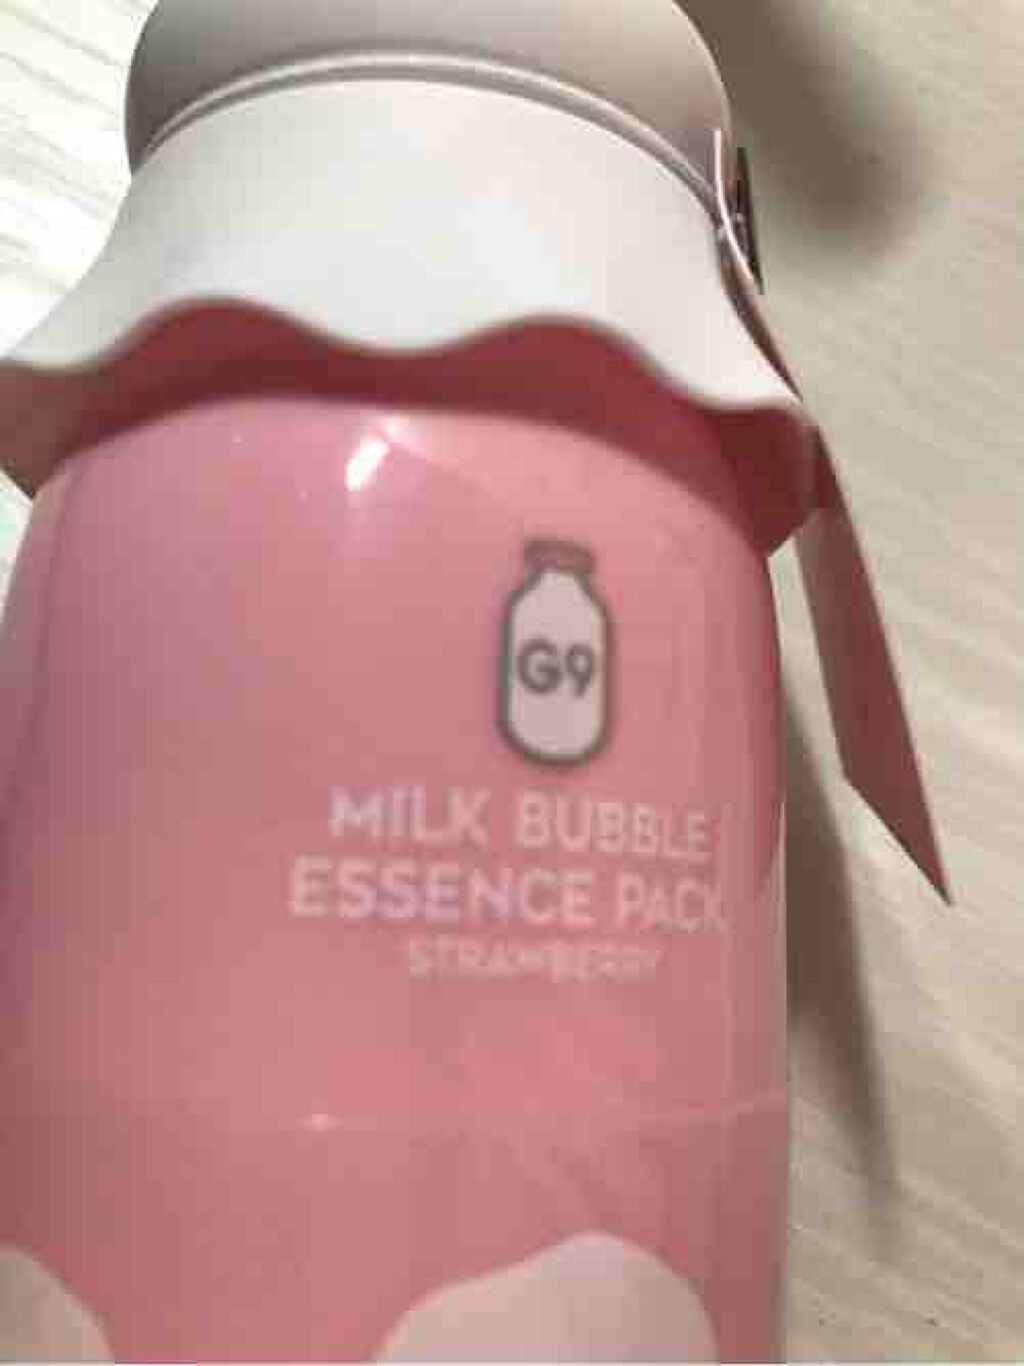 G9
MILK BUBBLE
ESSENCE PACK
STRAWBERRY